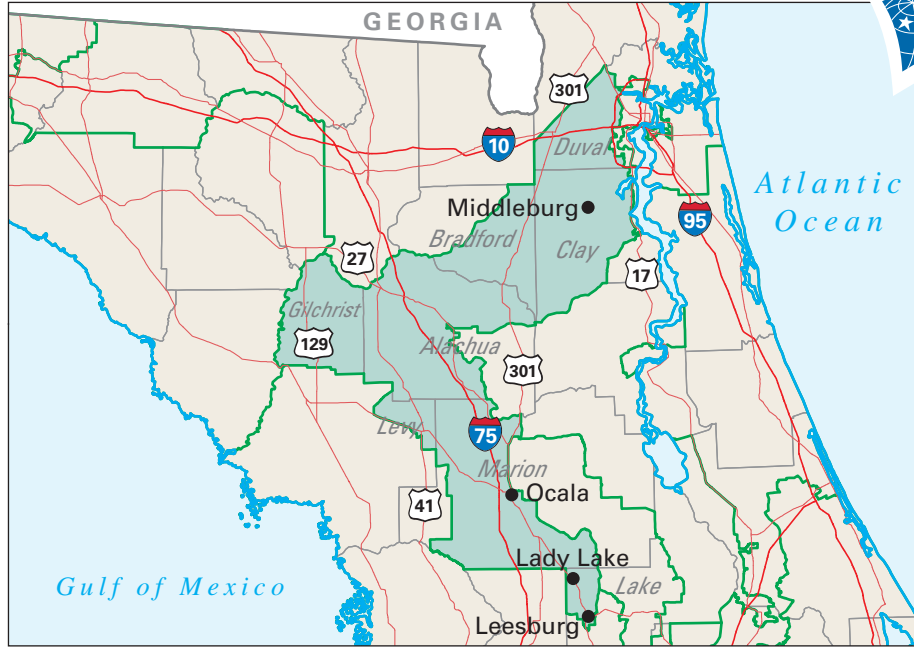 GEORGIA
301
10
Duval
Atlantic
Ocean
Middleburg
95
Bradford
Clay
27
17
Gilchrist
129
Alachua
301
Levy
75
Marion
Ocala
41
Lady Lake
Gulf of Mexico
Lake
Leesburg